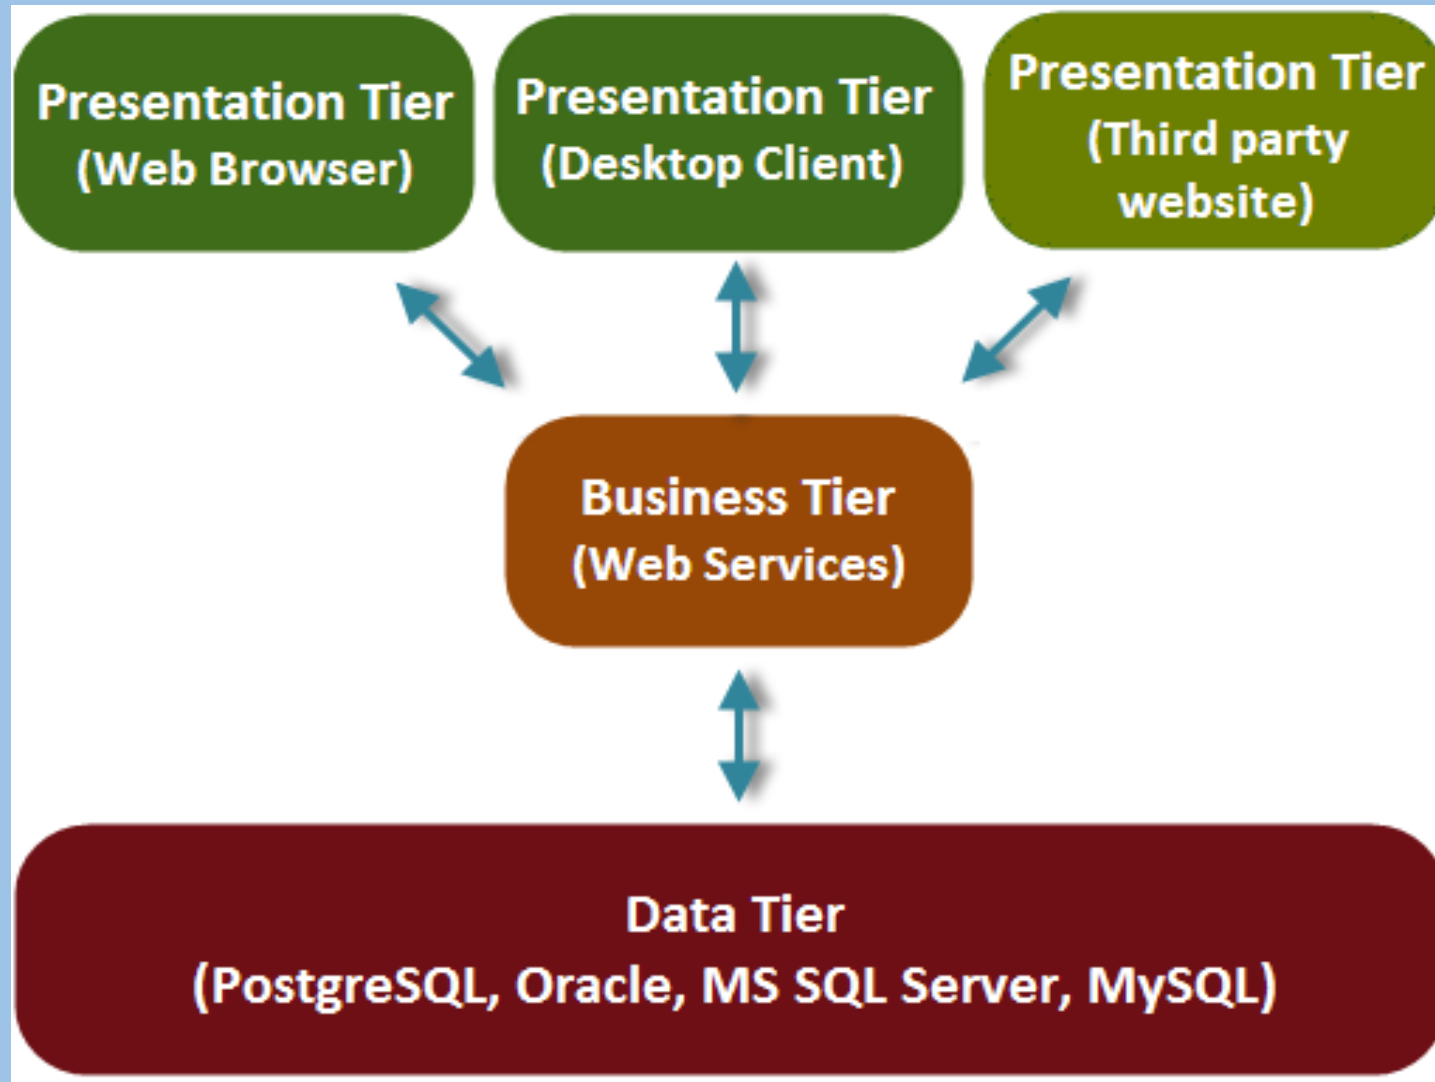 Presentation Tier
(Web Browser)
Presentation Tier
(Desktop Client)
Presentation Tier
(Third party
website)
Business Tier
(Web Services)
Data Tier
(PostgreSQL, Oracle, MS SQL Server, MySQL)